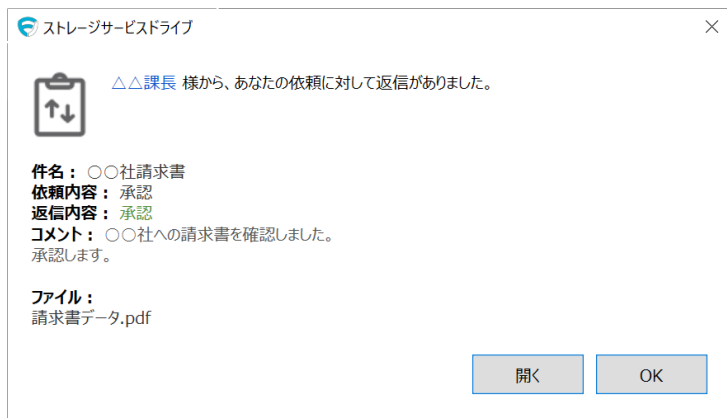 ストレージサービスドライブ
△△課長 様から、あなたの依頼に対して返信がありました。
件名： ○○社請求書
依頼内容： 承認
返信内容： 承認
コメント： ○○社への請求書を確認しました。
承認します。
ファイル：
請求書データ.pdf
開く
OK